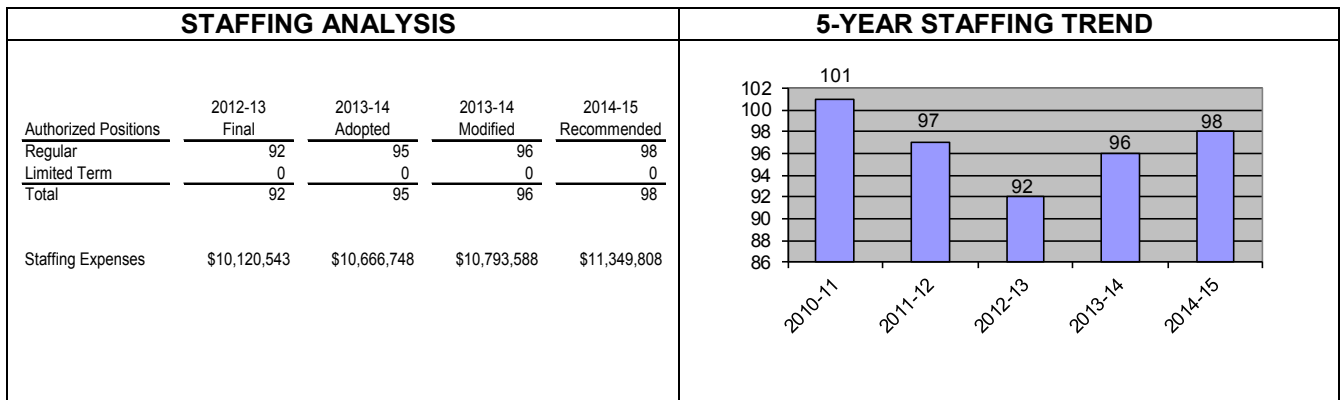 STAFFING ANALYSIS
5-YEAR STAFFING TREND
2012-13 2013-14 2013-14 2014-15
Authorized Positions Final Adopted Modified Recommended
Regular 92 95 96 98
Limited Term 0 0 0 0
Total 92 95 96 98
Staffing Expenses $10,120,543 $10,666,748 $10,793,588 $11,349,808
102
100
98
96
94
92
90
88
86
101
97
92
96
98
2010-11
2011-12
2012-13
2013-14
2014-15